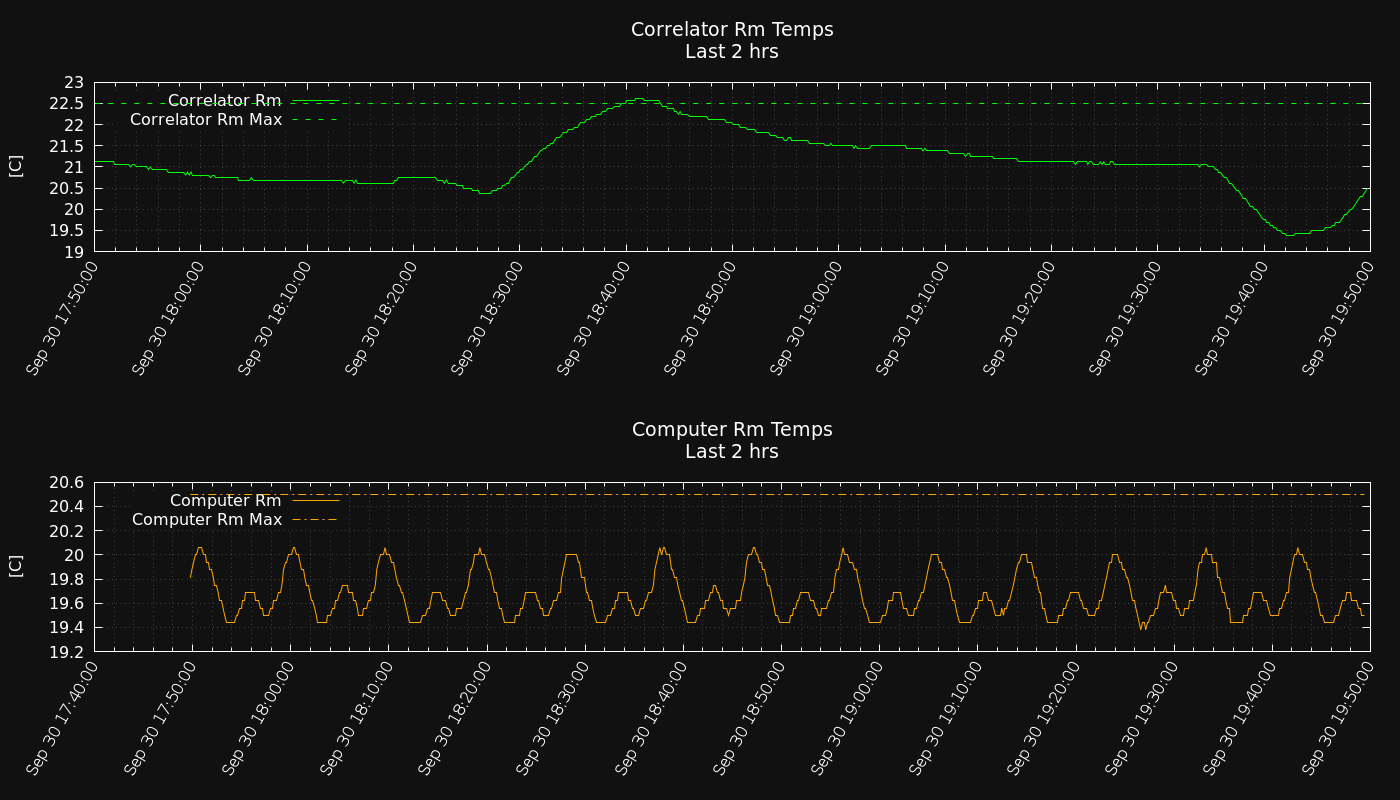 Correlator Rm Temps
Last 2 hrs
[C]
23
22.5
22
21.5
21
20.5
20
19.5
19
Correlator Rm
Correlator Rm Max
Sep 30 17:50:00
Sep 30 18:00:00
Sep 30 18:10:00
Sep 30 18:20:00
Sep 30 18:30:00
Sep 30 18:40:00
Sep 30 18:50:00
Sep 30 19:00:00
Sep 30 19:10:00
Sep 30 19:20:00
Sep 30 19:30:00
Sep 30 19:40:00
Sep 30 19:50:00
Computer Rm Temps
Last 2 hrs
[C]
20.6
20.4
20.2
20
19.8
19.6
19.4
19.2
Computer Rm
Computer Rm Max
Sep 30 17:40:00
Sep 30 17:50:00
Sep 30 18:00:00
Sep 30 18:10:00
Sep 30 18:20:00
Sep 30 18:30:00
Sep 30 18:40:00
Sep 30 18:50:00
Sep 30 19:00:00
Sep 30 19:10:00
Sep 30 19:20:00
Sep 30 19:30:00
Sep 30 19:40:00
Sep 30 19:50:00